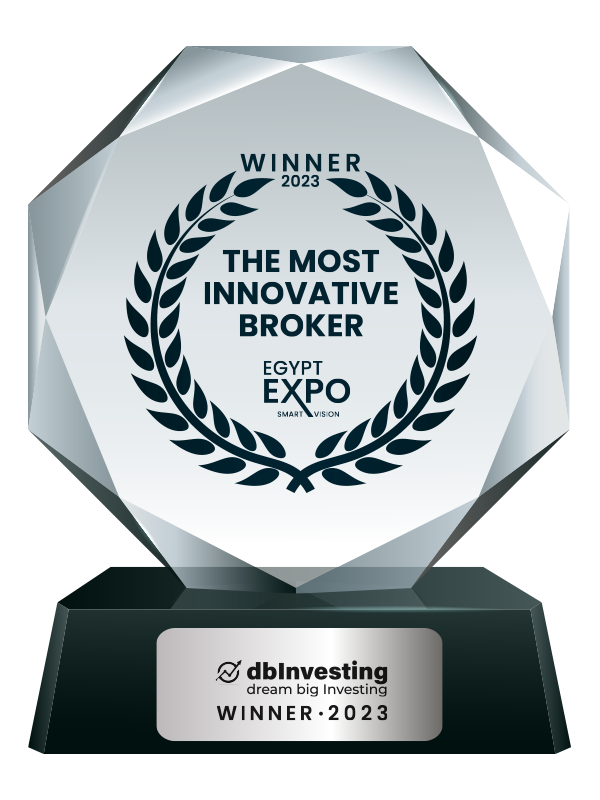 WINNER
2023
THE MOST
INNOVATIVE
BROKER
EGYPT
EXPO
SMART VISION
dbInvesting
dream big Investing
WINNER·2023